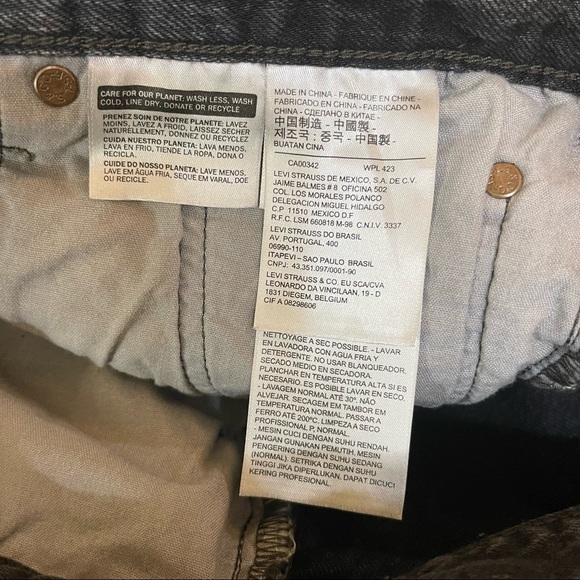 CARE FOR OUR PLANET: WASH LESS, WASH
COLD, LINE DRY, DONATE OR RECYCLE
PRENEZ SOIN DE NOTRE PLANÈTE: LAVEZ
MOINS, LAVEZ A FROID, LAISSEZ SECHER
NATURELLEMENT, DONNEZ OU RECYCLEZ
CUIDA NUESTRO PLANETA: LAVA MENOS,
LAVA EN FRIO, TIENDE LA ROPA, DONA O
RECICLA
CUIDE DO NOSSO PLANETA: LAVE MENOS,
LAVE EM ÁGUA FRIA, SEQUE EM VARAL, DOE
OU RECICLE
MADE IN CHINA - FABRIQUE EN CHINE -
FABRICADO EN CHINA - FABRICADO NA
CHINA - СДЕЛАНО В КИТАЕ -
中国制造 - 中國製 -
제조국 : 중국 - 中国製 -
BUATAN CINA
CA00342 WPL 423
LEVI STRAUSS DE MEXICO, S.A. DE C.V.
JAIME BALMES # 8 OFICINA 502
COL. LOS MORALES POLANCO
DELEGACION MIGUEL HIDALGO
C.P 11510 MEXICO D.F
R.F.C. LSM 660818 M-98 C.N.I.V. 3337
LEVI STRAUSS DO BRASIL
AV. PORTUGAL, 400
06990-110
ITAPEVI - SAO PAULO BRASIL
CNPJ: 43.351.097/0001-90
LEVI STRAUSS & CO. EU SCA/CVA
LEONARDO DA VINCILAAN, 19 - D
1831 DIEGEM, BELGIUM
CIF A 08298606
NETTOYAGE A SEC POSSIBLE. - LAVAR
EN LAVADORA CON AGUA FRIA Y
DETERGENTE. NO USAR BLANQUEADOR.
SECADO MEDIO EN SECADORA.
PLANCHAR EN TEMPERATURA ALTA SI ES
NECESARIO. ES POSIBLE LAVAR EN SECO.
- LAVAGEM NORMAL ATÉ 30°. NÃO
ALVEJAR. SECAGEM EM TAMBOR EM
TEMPERATURA NORMAL. PASSAR A
FERRO ATÉ 200ºC. LIMPEZA A SECO
PROFISSIONAL P, NORMAL
- MESIN CUCI DENGAN SUHU RENDAH.
JANGAN GUNAKAN PEMUTIH. MESIN
PENGERING DENGAN SUHU SEDANG
(NORMAL). SETRIKA DENGAN SUHU
TINGGI JIKA DIPERLUKAN. DAPAT DICUCI
KERING PROFESIONAL.